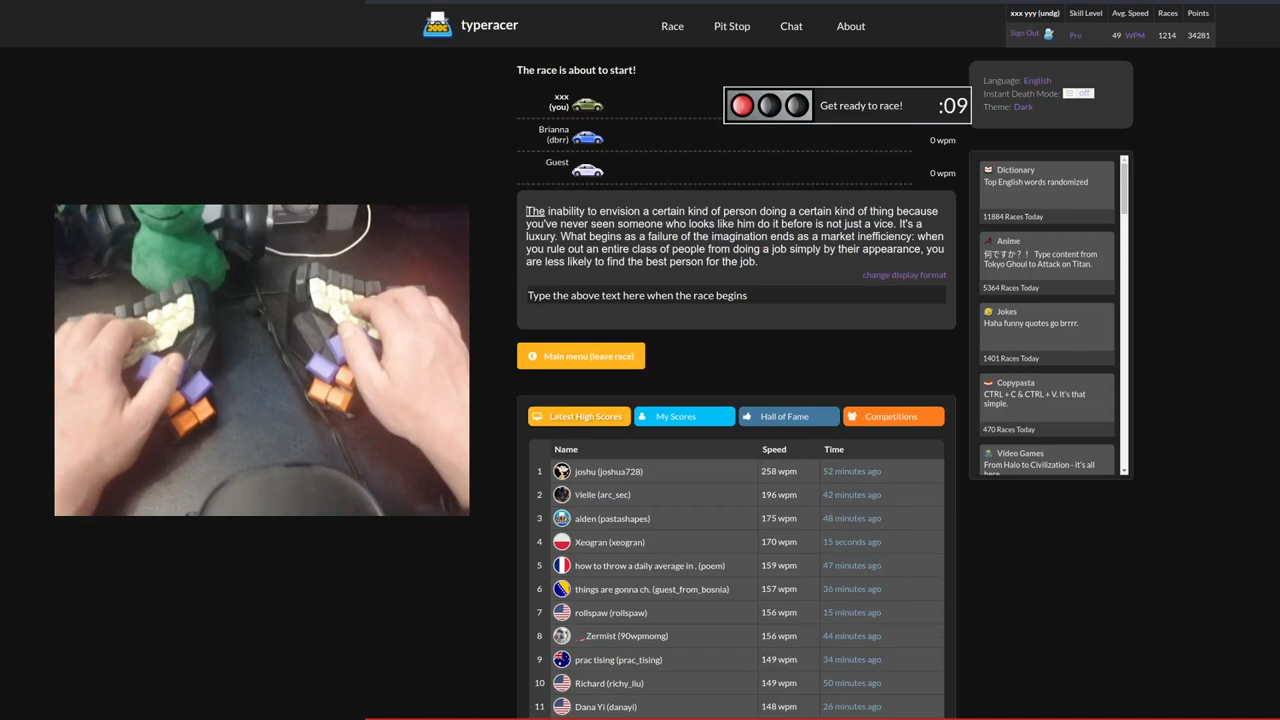 typeracer
Race
Pit Stop
Chat
About
xxx yyy (undg)
Skill Level
Avg. Speed
Races
Points
Sign Out
Pro
49 WPM
1214
34281
The race is about to start!
xxx
(you)
Get ready to race!
:09
Brianna
(dbrr)
0 wpm
Guest
0 wpm
The inability to envision a certain kind of person doing a certain kind of thing because
you've never seen someone who looks like him do it before is not just a vice. It's a
luxury. What begins as a failure of the imagination ends as a market inefficiency: when
you rule out an entire class of people from doing a job simply by their appearance, you
are less likely to find the best person for the job.
change display format
Type the above text here when the race begins
Main menu (leave race)
Language: English
Instant Death Mode: off
Theme: Dark
Dictionary
Top English words randomized
11884 Races Today
Anime
何ですか？！ Type content from
Tokyo Ghoul to Attack on Titan.
5364 Races Today
Jokes
Haha funny quotes go brrrr.
1401 Races Today
Copypasta
CTRL + C & CTRL + V. It's that
simple.
470 Races Today
Video Games
From Halo to Civilization - it's all
here.
Latest High Scores
My Scores
Hall of Fame
Competitions
Name
Speed
Time
1 joshu (joshua728) 258 wpm 52 minutes ago
2 Vielle (arc_sec) 196 wpm 42 minutes ago
3 aiden (pastashapes) 175 wpm 48 minutes ago
4 Xeogran (xeogran) 170 wpm 15 seconds ago
5 how to throw a daily average in . (poem) 159 wpm 47 minutes ago
6 things are gonna ch. (guest_from_bosnia) 157 wpm 36 minutes ago
7 rollspaw (rollspaw) 156 wpm 15 minutes ago
8 Zermist (90wpmomg) 156 wpm 44 minutes ago
9 prac tising (prac_tising) 149 wpm 34 minutes ago
10 Richard (richy_liu) 149 wpm 50 minutes ago
11 Dana Yi (danayi) 148 wpm 26 minutes ago